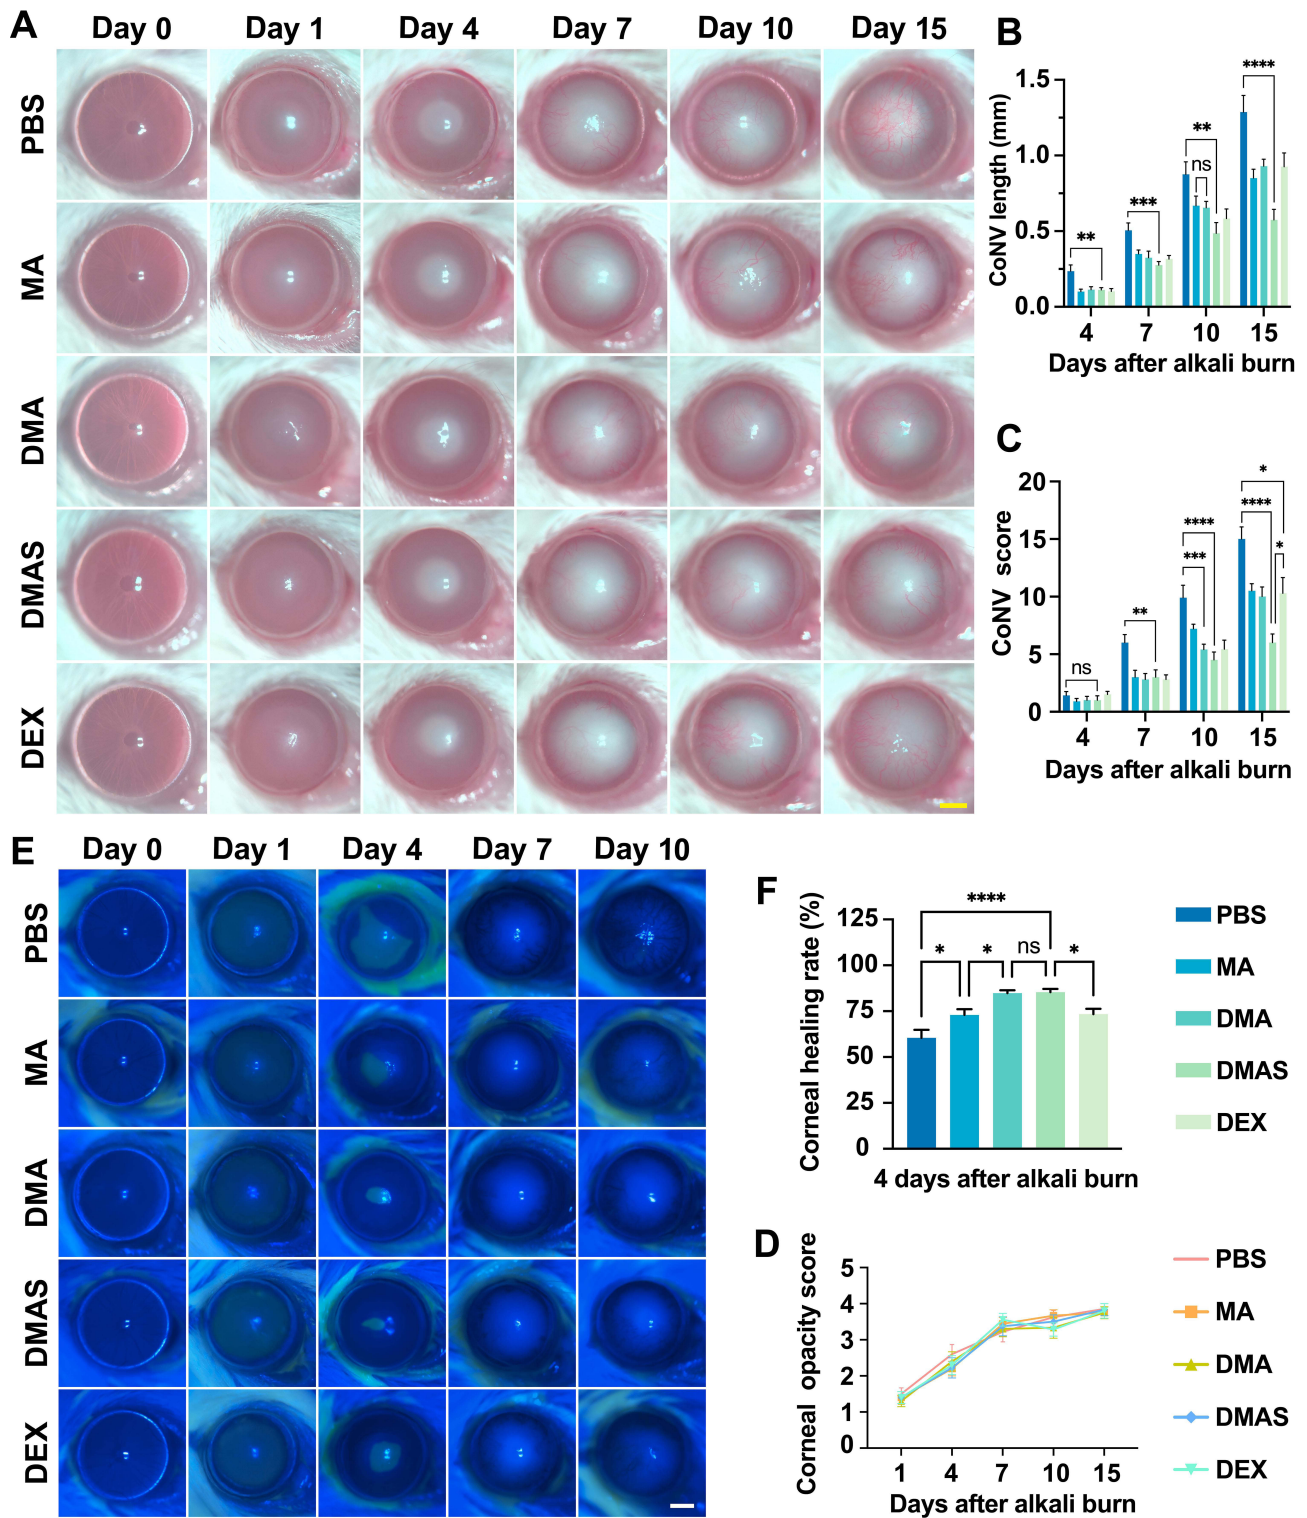 A
Day 0 Day 1 Day 4 Day 7 Day 10 Day 15
PBS
MA
DMA
DMAS
DEX
B
CoNV length (mm)
1.5
1.0
0.5
0.0
** *** ** ns ****
4 7 10 15
Days after alkali burn
C
CoNV score
20
15
10
5
0
ns ** *** **** **** * *
4 7 10 15
Days after alkali burn
E
Day 0 Day 1 Day 4 Day 7 Day 10
PBS
MA
DMA
DMAS
DEX
F
Corneal healing rate (%)
125
100
75
50
25
0
****
* * ns *
4 days after alkali burn
PBS
MA
DMA
DMAS
DEX
D
Corneal opacity score
5
4
3
2
1
0
1 4 7 10 15
Days after alkali burn
PBS
MA
DMA
DMAS
DEX